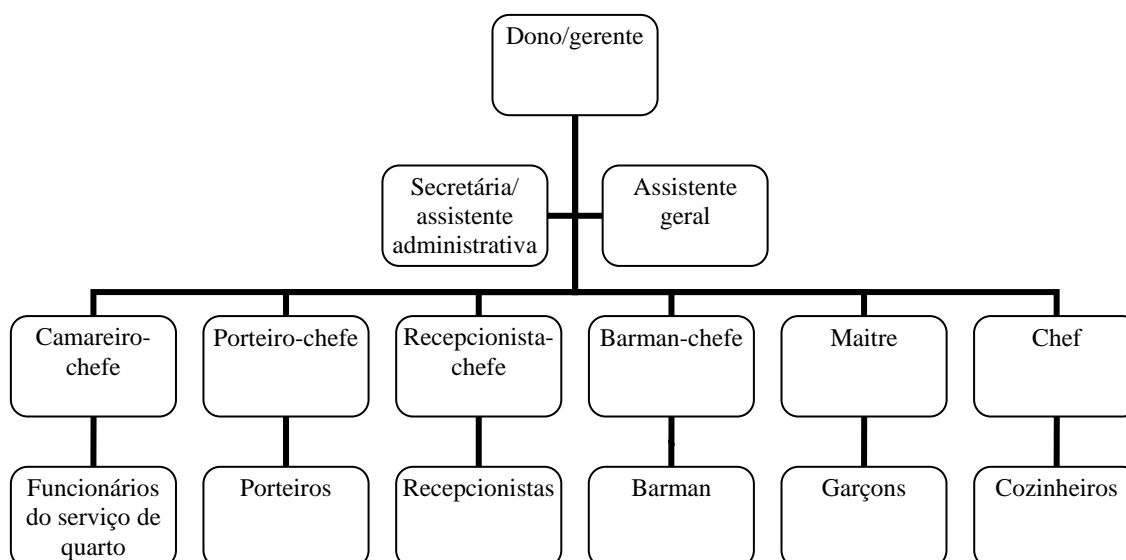 Dono/gerente
Secretária/
assistente
administrativa
Assistente
geral
Camareiro-
chefe
Porteiro-chefe
Recepcionista-
chefe
Barman-chefe
Maitre
Chef
Funcionários
do serviço de
quarto
Porteiros
Recepcionistas
Barman
Garçons
Cozinheiros